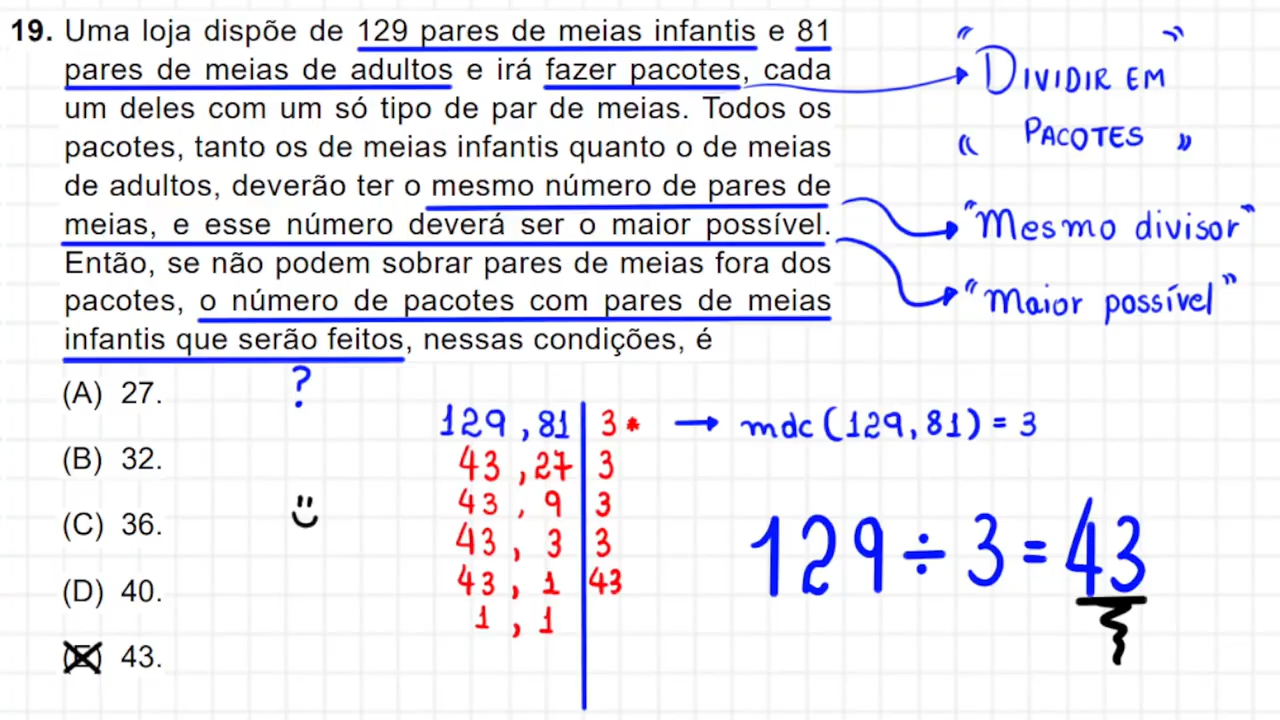 19. Uma loja dispõe de 129 pares de meias infantis e 81
pares de meias de adultos e irá fazer pacotes, cada
um deles com um só tipo de par de meias. Todos os
pacotes, tanto os de meias infantis quanto o de meias
de adultos, deverão ter o mesmo número de pares de
meias, e esse número deverá ser o maior possível.
Então, se não podem sobrar pares de meias fora dos
pacotes, o número de pacotes com pares de meias
infantis que serão feitos, nessas condições, é
(A) 27.
(B) 32.
(C) 36.
(D) 40.
(E) 43.
?
" DIVIDIR EM "
" PACOTES "
"Mesmo divisor"
"Maior possível"
129, 81 | 3 *
43, 27 | 3
43, 9 | 3
43, 3 | 3
43, 1 | 43
1, 1
→ mdc (129, 81) = 3
129 ÷ 3 = 43